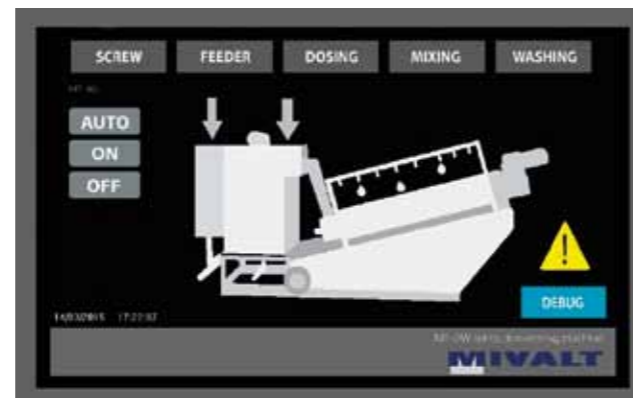 SCREW FEEDER DOSING MIXING WASHING
AUTO
ON
OFF
DEBUG
MIVALT